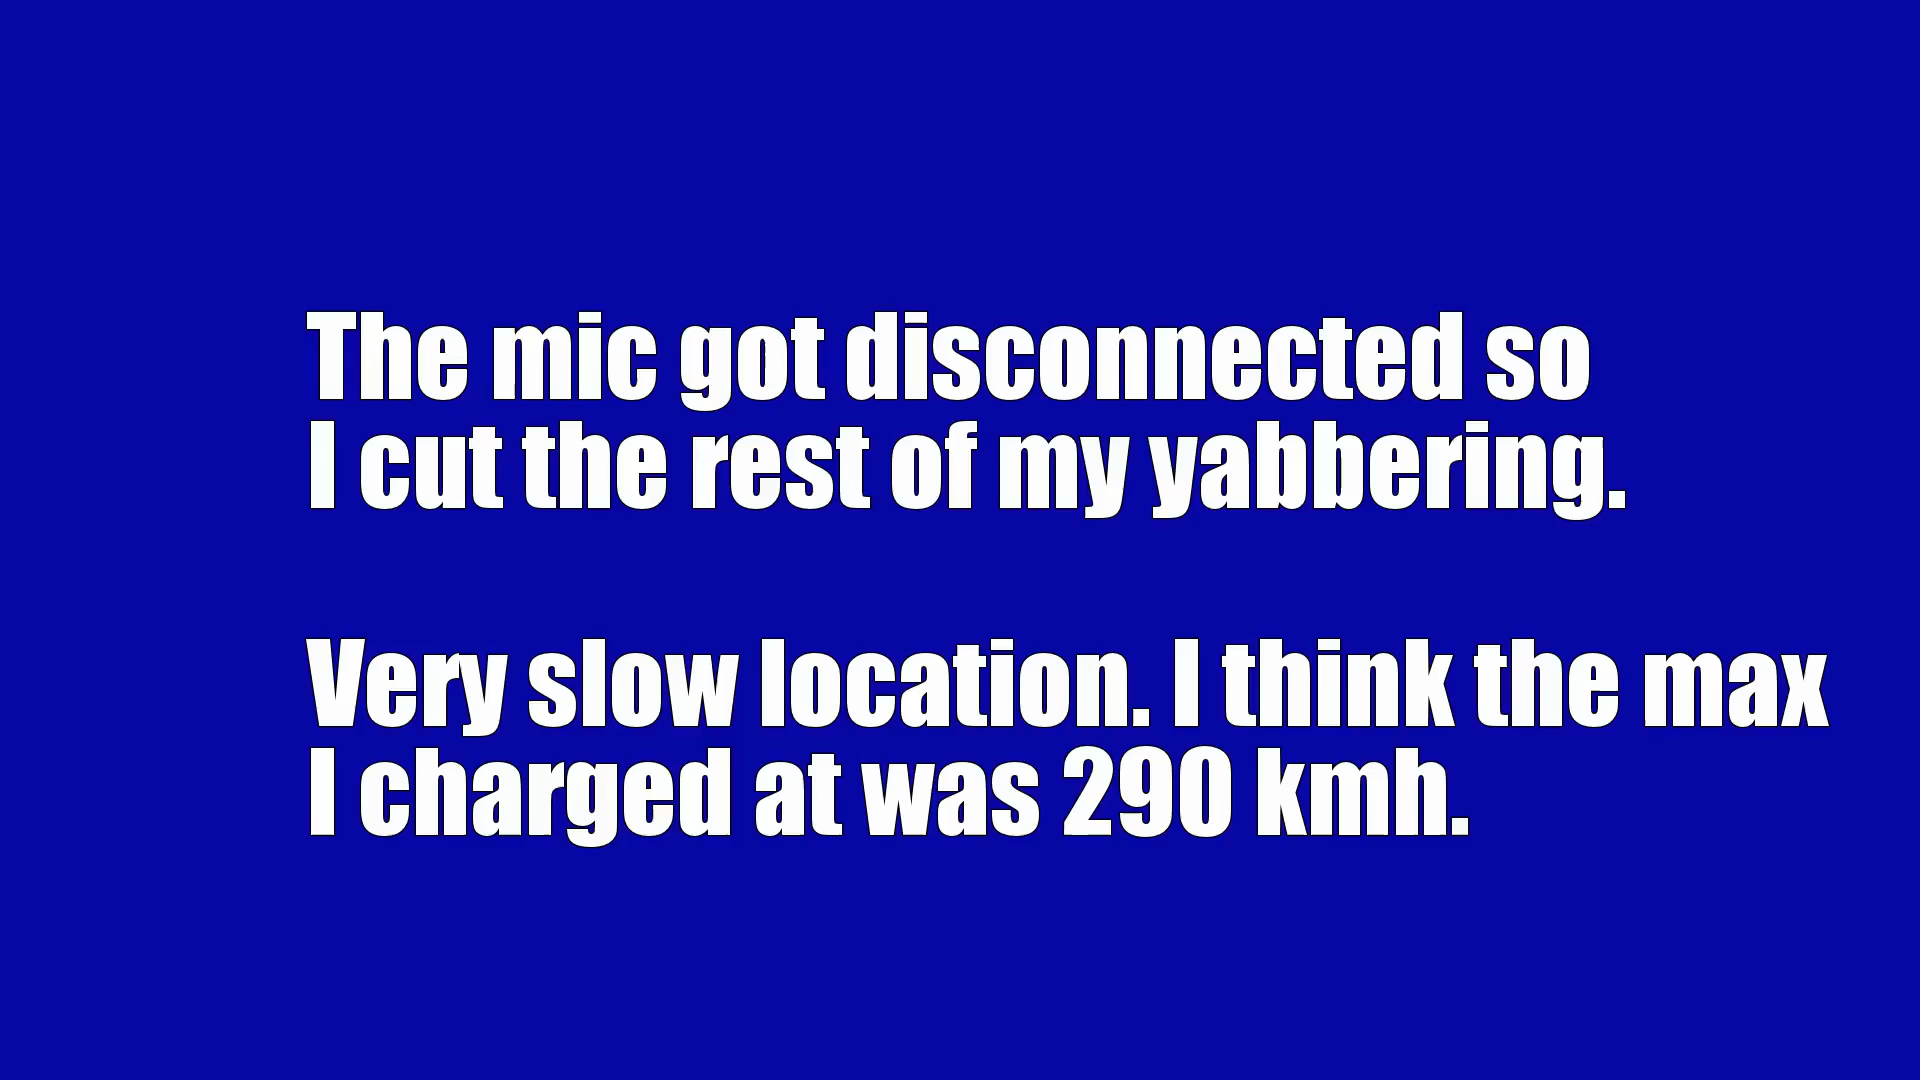 The mic got disconnected so
I cut the rest of my yabbering.
Very slow location. I think the max
I charged at was 290 kmh.